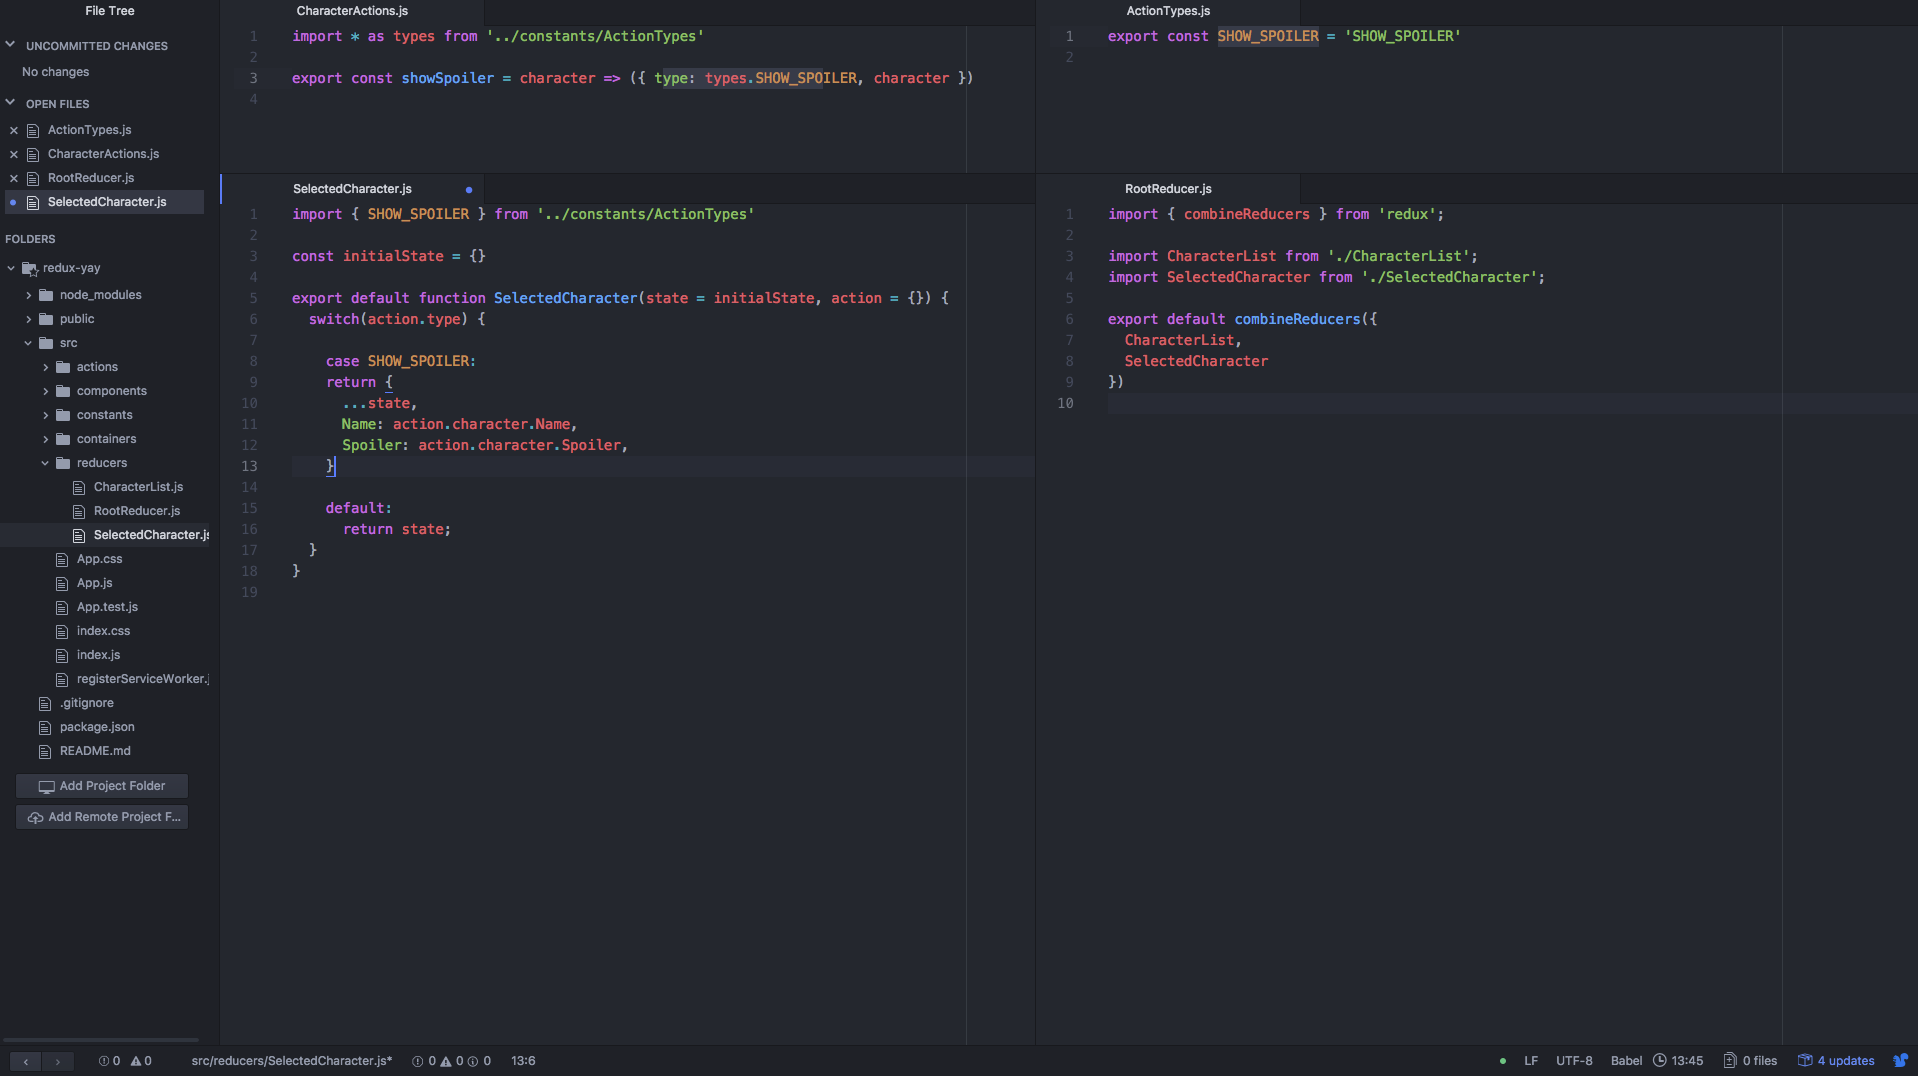 File Tree
UNCOMMITTED CHANGES
No changes
OPEN FILES
ActionTypes.js
CharacterActions.js
RootReducer.js
SelectedCharacter.js
FOLDERS
redux-yay
node_modules
public
src
actions
components
constants
containers
reducers
CharacterList.js
RootReducer.js
SelectedCharacter.js
App.css
App.js
App.test.js
index.css
index.js
registerServiceWorker.j
.gitignore
package.json
README.md
Add Project Folder
Add Remote Project F...
CharacterActions.js
1 import * as types from '../constants/ActionTypes'
2
3 export const showSpoiler = character => ({ type: types.SHOW_SPOILER, character })
4
ActionTypes.js
1 export const SHOW_SPOILER = 'SHOW_SPOILER'
2
SelectedCharacter.js
1 import { SHOW_SPOILER } from '../constants/ActionTypes'
2
3 const initialState = {}
4
5 export default function SelectedCharacter(state = initialState, action = {}) {
6 switch(action.type) {
7
8 case SHOW_SPOILER:
9 return {
10 ...state,
11 Name: action.character.Name,
12 Spoiler: action.character.Spoiler,
13 }
14
15 default:
16 return state;
17 }
18 }
19
RootReducer.js
1 import { combineReducers } from 'redux';
2
3 import CharacterList from './CharacterList';
4 import SelectedCharacter from './SelectedCharacter';
5
6 export default combineReducers({
7 CharacterList,
8 SelectedCharacter
9 })
10
0 0 src/reducers/SelectedCharacter.js* 0 0 0 13:6 LF UTF-8 Babel 13:45 0 files 4 updates